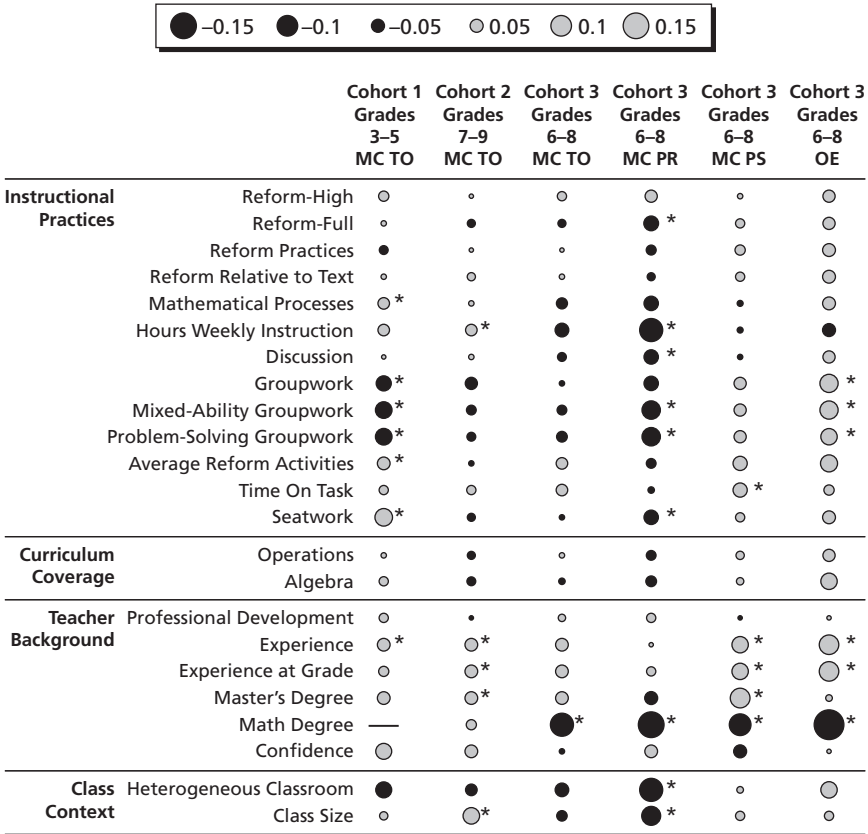 –0.15 –0.1 –0.05 0.05 0.1 0.15
Cohort 1 Cohort 2 Cohort 3 Cohort 3 Cohort 3 Cohort 3
Grades Grades Grades Grades Grades Grades
3–5 7–9 6–8 6–8 6–8 6–8
MC TO MC TO MC TO MC PR MC PS OE
Instructional Reform-High
Practices Reform-Full *
Reform Practices
Reform Relative to Text
Mathematical Processes *
Hours Weekly Instruction * *
Discussion *
Groupwork * *
Mixed-Ability Groupwork * * *
Problem-Solving Groupwork * * *
Average Reform Activities *
Time On Task *
Seatwork * *
Curriculum Operations
Coverage Algebra
Teacher Professional Development
Background Experience * * * *
Experience at Grade * * *
Master’s Degree * *
Math Degree — * * * *
Confidence
Class Heterogeneous Classroom *
Context Class Size * *